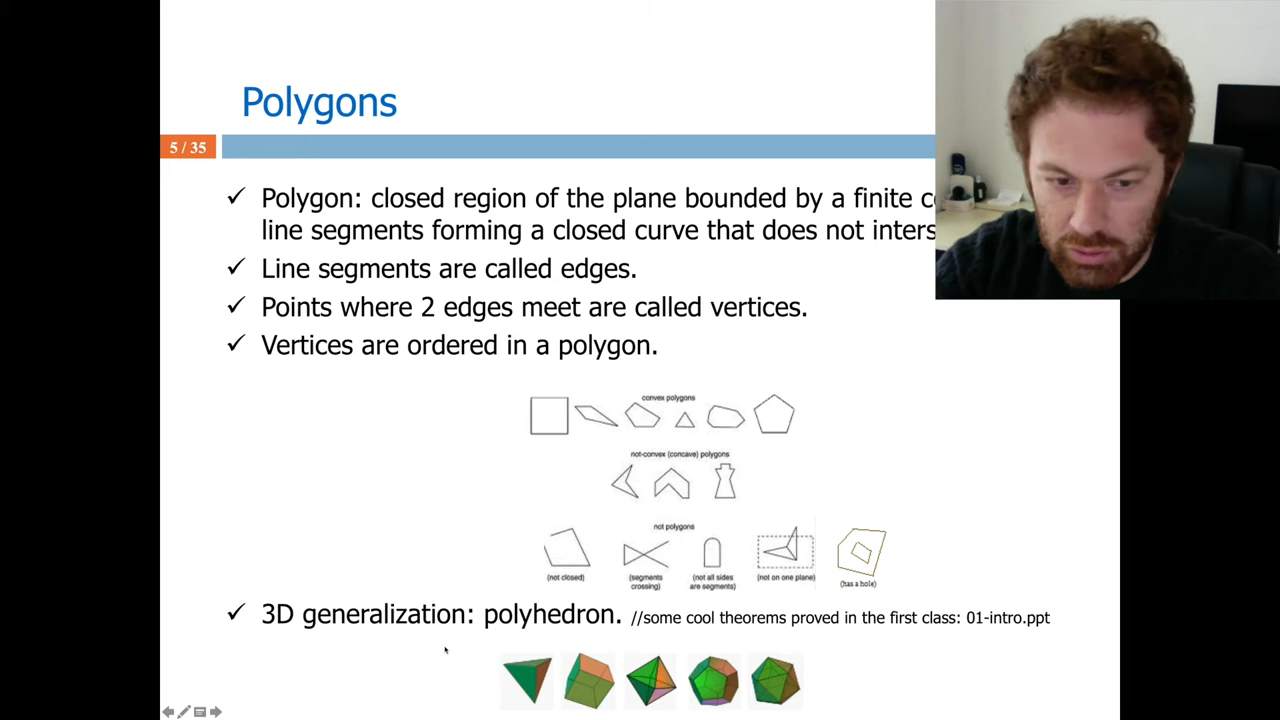 Polygons
5 / 35
✓ Polygon: closed region of the plane bounded by a finite
line segments forming a closed curve that does not
✓ Line segments are called edges.
✓ Points where 2 edges meet are called vertices.
✓ Vertices are ordered in a polygon.
convex polygons
not-convex (concave) polygons
not polygons
(not closed)
(segments crossing)
(not all sides are segments)
(not on one plane)
(has a hole)
✓ 3D generalization: polyhedron. //some cool theorems proved in the first class: 01-intro.ppt